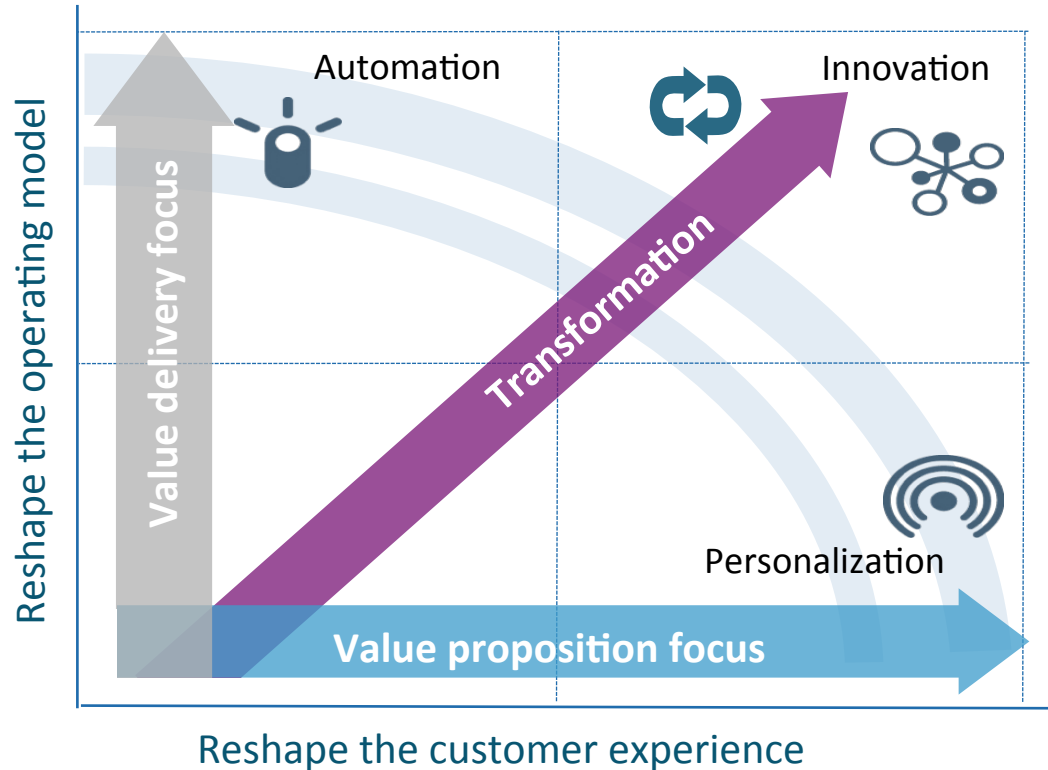 Automation
Innovation
Reshape the operating model
Value delivery focus
Transformation
Personalization
Value proposition focus
Reshape the customer experience